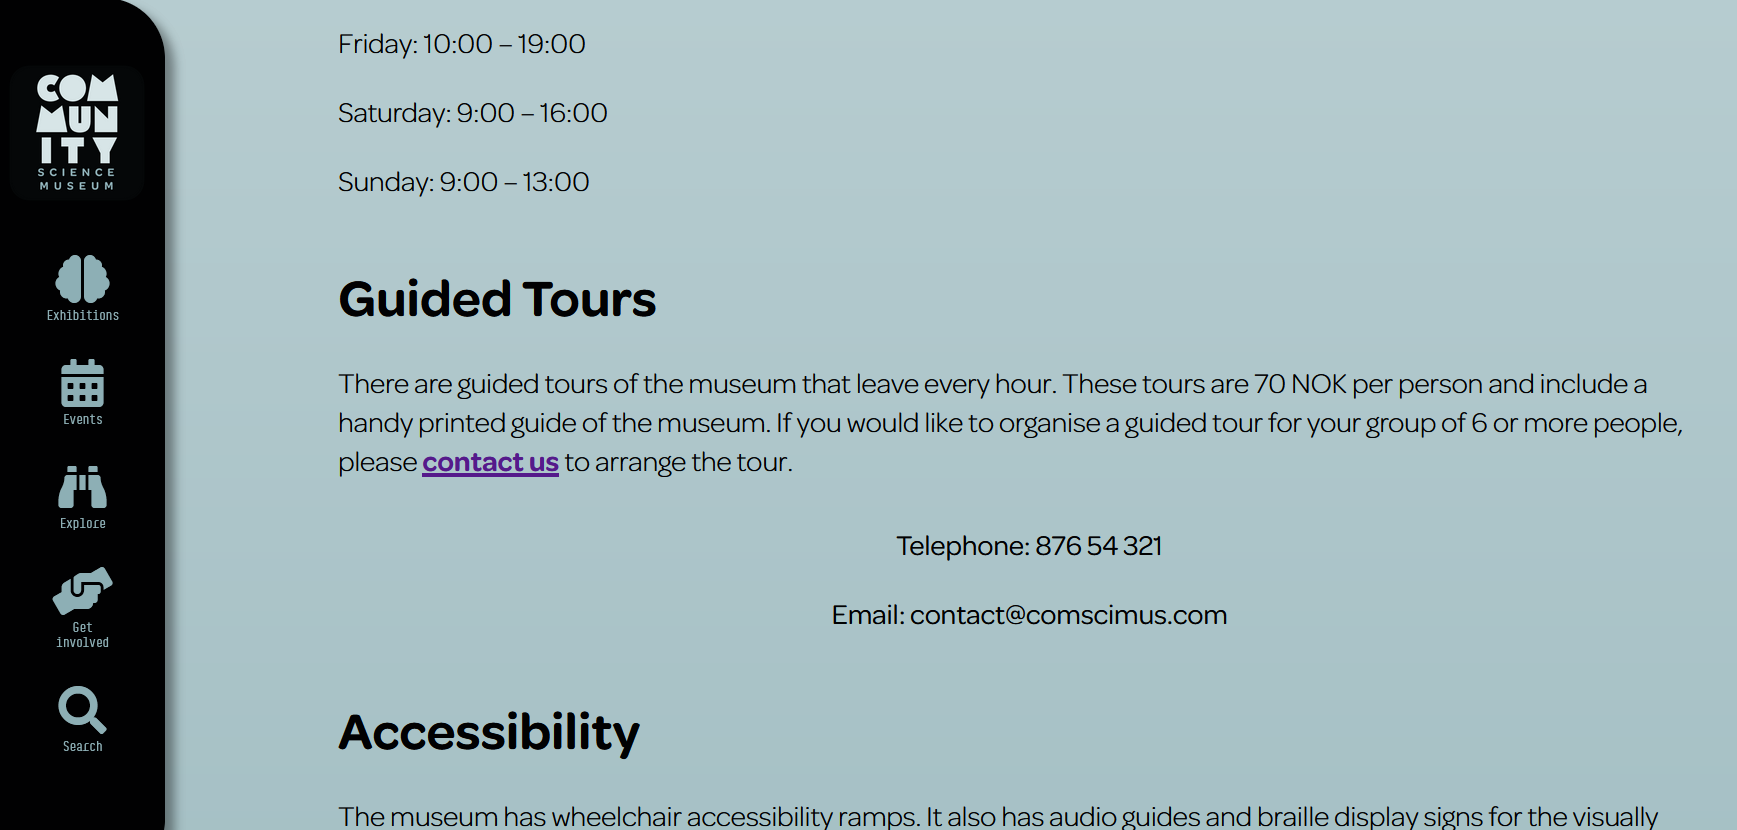 COM
MUN
ITY
SCIENCE
MUSEUM
Exhibitions
Events
Explore
Get
involved
Search
Friday: 10:00 – 19:00
Saturday: 9:00 – 16:00
Sunday: 9:00 – 13:00
Guided Tours
There are guided tours of the museum that leave every hour. These tours are 70 NOK per person and include a
handy printed guide of the museum. If you would like to organise a guided tour for your group of 6 or more people,
please contact us to arrange the tour.
Telephone: 876 54 321
Email: contact@comscimus.com
Accessibility
The museum has wheelchair accessibility ramps. It also has audio guides and braille display signs for the visually